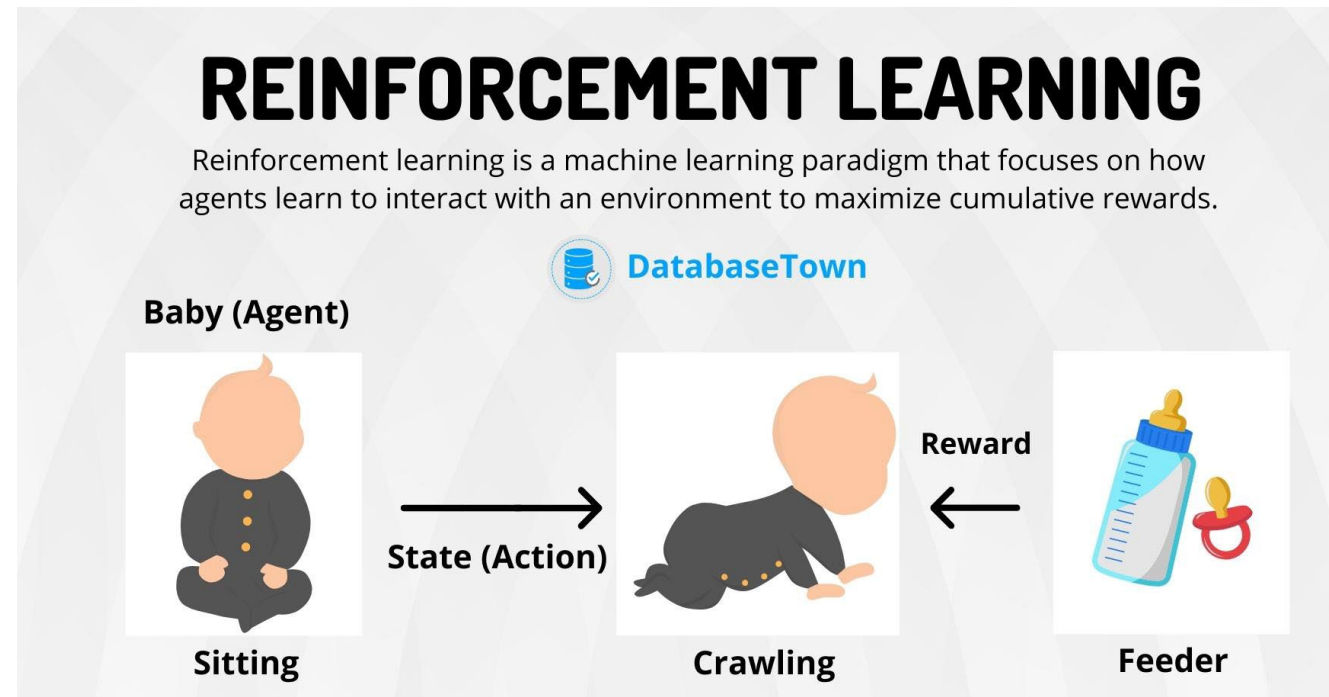 REINFORCEMENT LEARNING
Reinforcement learning is a machine learning paradigm that focuses on how
agents learn to interact with an environment to maximize cumulative rewards.
DatabaseTown
Baby (Agent)
Reward
State (Action)
Sitting
Crawling
Feeder